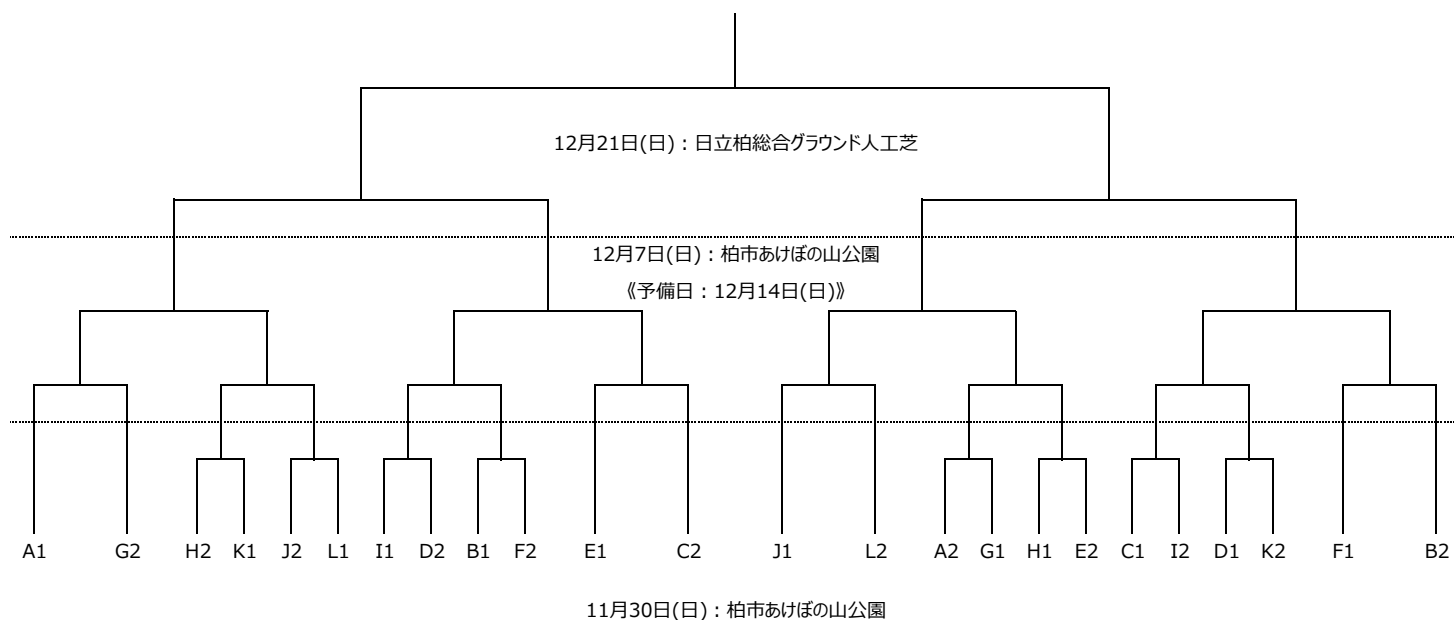 12月21日(日)：日立柏総合グラウンド人工芝
12月7日(日)：柏市あけぼの山公園
《予備日：12月14日(日)》
A1 G2 H2 K1 J2 L1 I1 D2 B1 F2 E1 C2 J1 L2 A2 G1 H1 E2 C1 I2 D1 K2 F1 B2
11月30日(日)：柏市あけぼの山公園